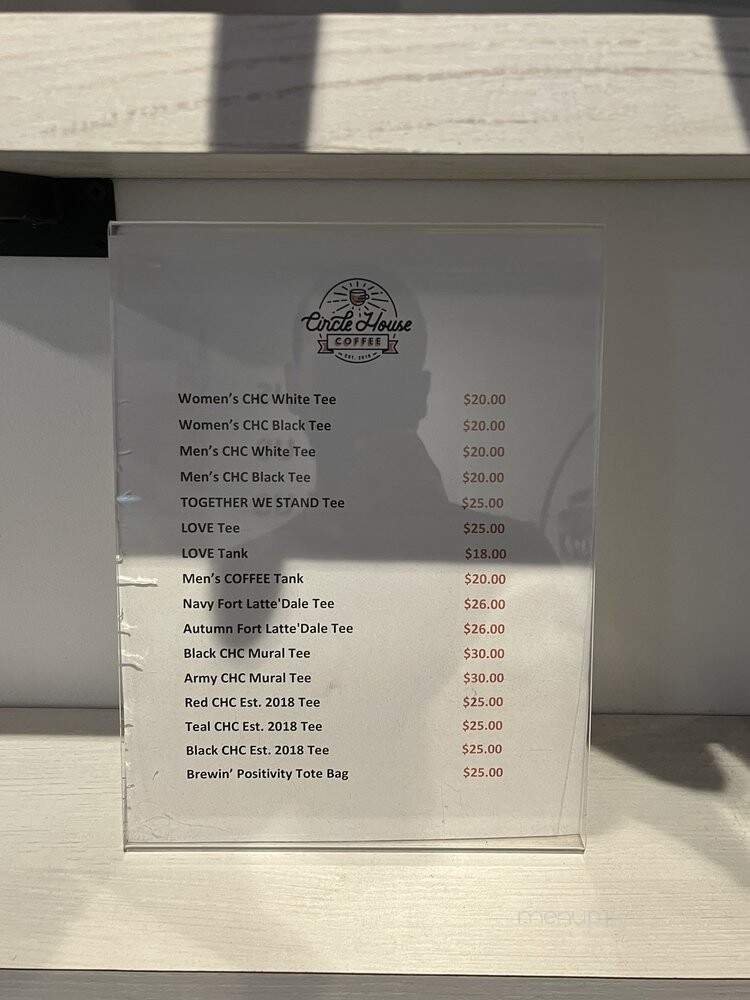 Circle House
COFFEE
EST. 2018
Women's CHC White Tee $20.00
Women's CHC Black Tee $20.00
Men's CHC White Tee $20.00
Men's CHC Black Tee $20.00
TOGETHER WE STAND Tee $25.00
LOVE Tee $25.00
LOVE Tank $18.00
Men's COFFEE Tank $20.00
Navy Fort Latte'Dale Tee $26.00
Autumn Fort Latte'Dale Tee $26.00
Black CHC Mural Tee $30.00
Army CHC Mural Tee $30.00
Red CHC Est. 2018 Tee $25.00
Teal CHC Est. 2018 Tee $25.00
Black CHC Est. 2018 Tee $25.00
Brewin' Positivity Tote Bag $25.00